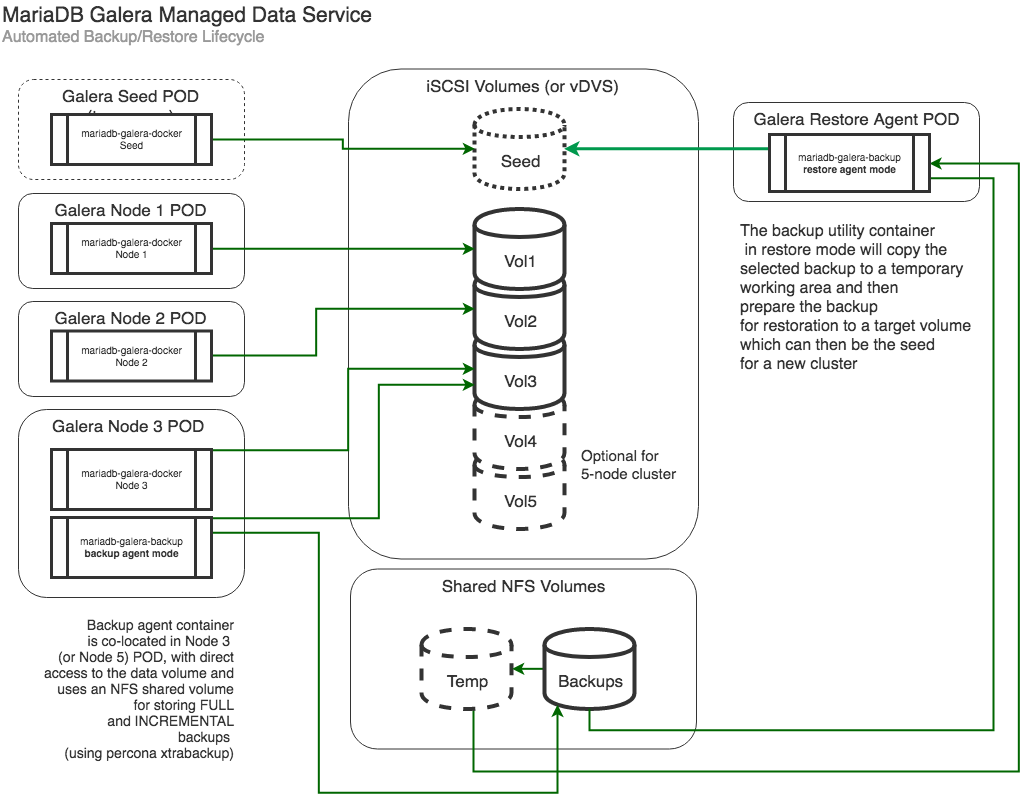 MariaDB Galera Managed Data Service
Automated Backup/Restore Lifecycle
Galera Seed POD
mariadb-galera-docker
Seed
Galera Node 1 POD
mariadb-galera-docker
Node 1
Galera Node 2 POD
mariadb-galera-docker
Node 2
Galera Node 3 POD
mariadb-galera-docker
Node 3
mariadb-galera-backup
backup agent mode
Backup agent container
is co-located in Node 3
(or Node 5) POD, with direct
access to the data volume and
uses an NFS shared volume
for storing FULL
and INCREMENTAL
backups
(using percona xtrabackup)
iSCSI Volumes (or vDVS)
Seed
Vol1
Vol2
Vol3
Vol4
Vol5
Optional for
5-node cluster
Shared NFS Volumes
Temp
Backups
Galera Restore Agent POD
mariadb-galera-backup
restore agent mode
The backup utility container
in restore mode will copy the
selected backup to a temporary
working area and then
prepare the backup
for restoration to a target volume
which can then be the seed
for a new cluster